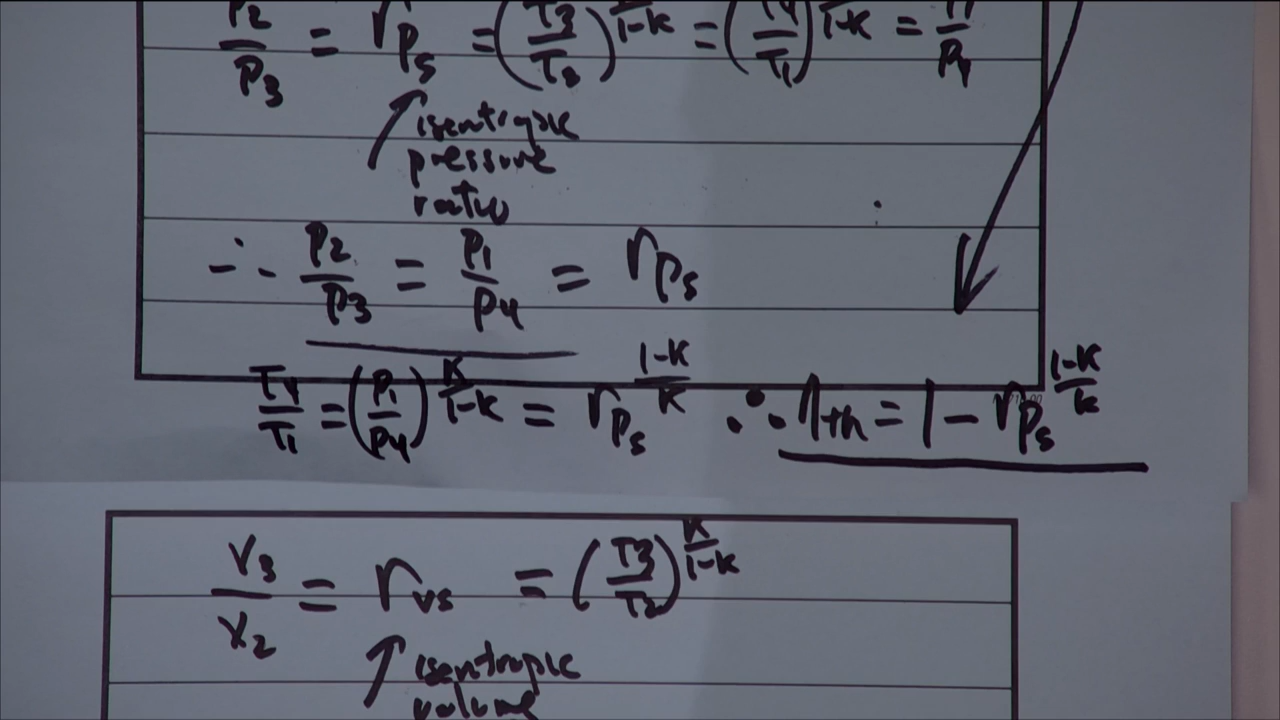 P2/P3 = rps = (T3/T2)^K/1-K = (T4/T1)^K/1-K = P1/P4
isentropic
pressure
ratio
∴ P2/P3 = P1/P4 = rps
T4/T1 = (P1/P4)^K/1-K = rps^1-K/K ∴ η+h = 1 - rps^1-K/K
V3/V2 = rvs = (T3/T2)^K/1-K
isentropic
volume